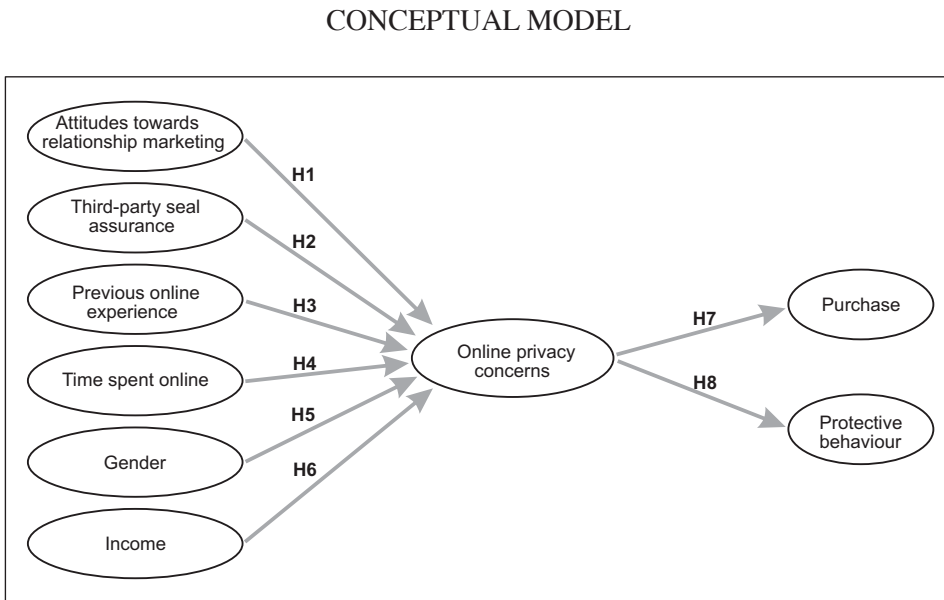 CONCEPTUAL MODEL
Attitudes towards
relationship marketing
H1
Third-party seal
assurance
H2
Previous online
experience
H3
Time spent online
H4
Gender
H5
Income
H6
Online privacy
concerns
H7
Purchase
H8
Protective
behaviour